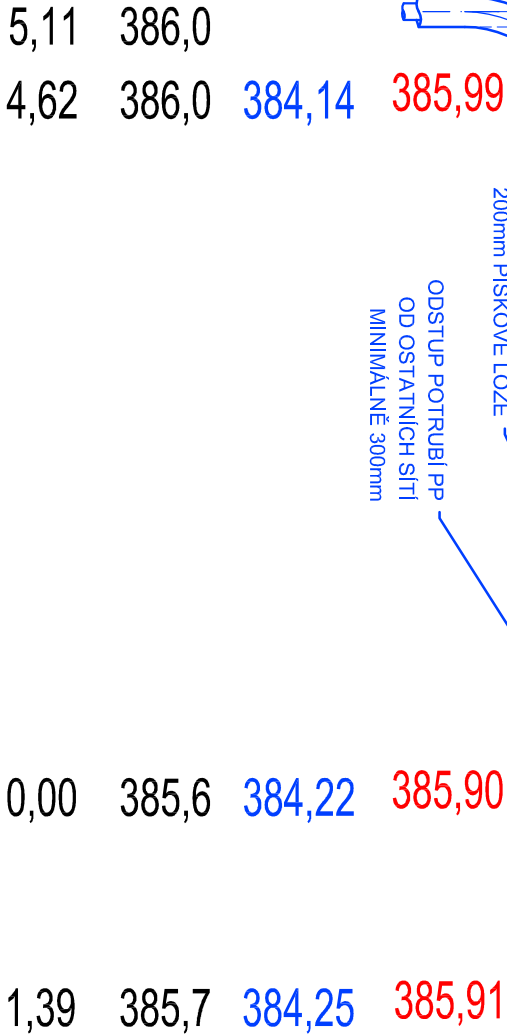 5,11 386,0
4,62 386,0 384,14 385,99
200mm PÍSKOVÉ LOŽE
ODSTUP POTRUBÍ PP
OD OSTATNÍCH SÍTÍ
MINIMÁLNĚ 300mm
0,00 385,6 384,22 385,90
1,39 385,7 384,25 385,91